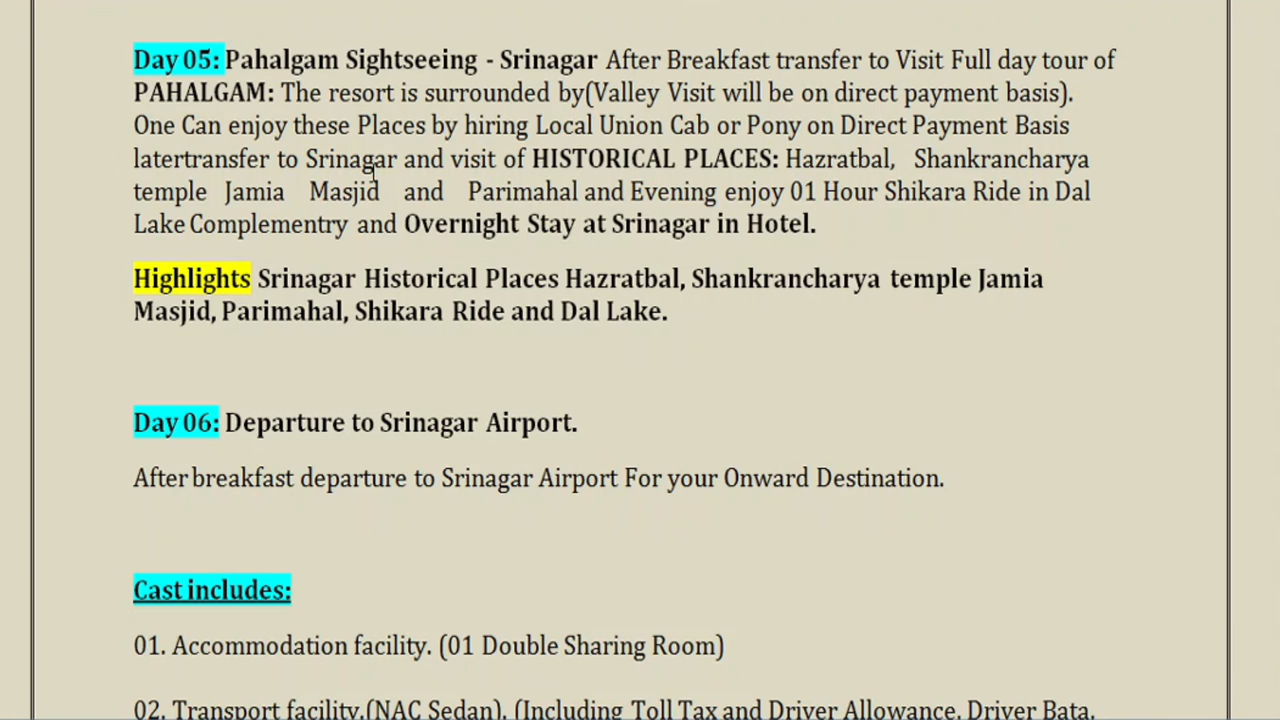 Day 05: Pahalgam Sightseeing - Srinagar After Breakfast transfer to Visit Full day tour of
PAHALGAM: The resort is surrounded by(Valley Visit will be on direct payment basis).
One Can enjoy these Places by hiring Local Union Cab or Pony on Direct Payment Basis
latertransfer to Srinagar and visit of HISTORICAL PLACES: Hazratbal, Shankrancharya
temple Jamia Masjid and Parimahal and Evening enjoy 01 Hour Shikara Ride in Dal
Lake Complementry and Overnight Stay at Srinagar in Hotel.
Highlights Srinagar Historical Places Hazratbal, Shankrancharya temple Jamia
Masjid, Parimahal, Shikara Ride and Dal Lake.
Day 06: Departure to Srinagar Airport.
After breakfast departure to Srinagar Airport For your Onward Destination.
Cast includes:
01. Accommodation facility. (01 Double Sharing Room)
02. Transport facility.(NAC Sedan). (Including Toll Tax and Driver Allowance, Driver Bata,